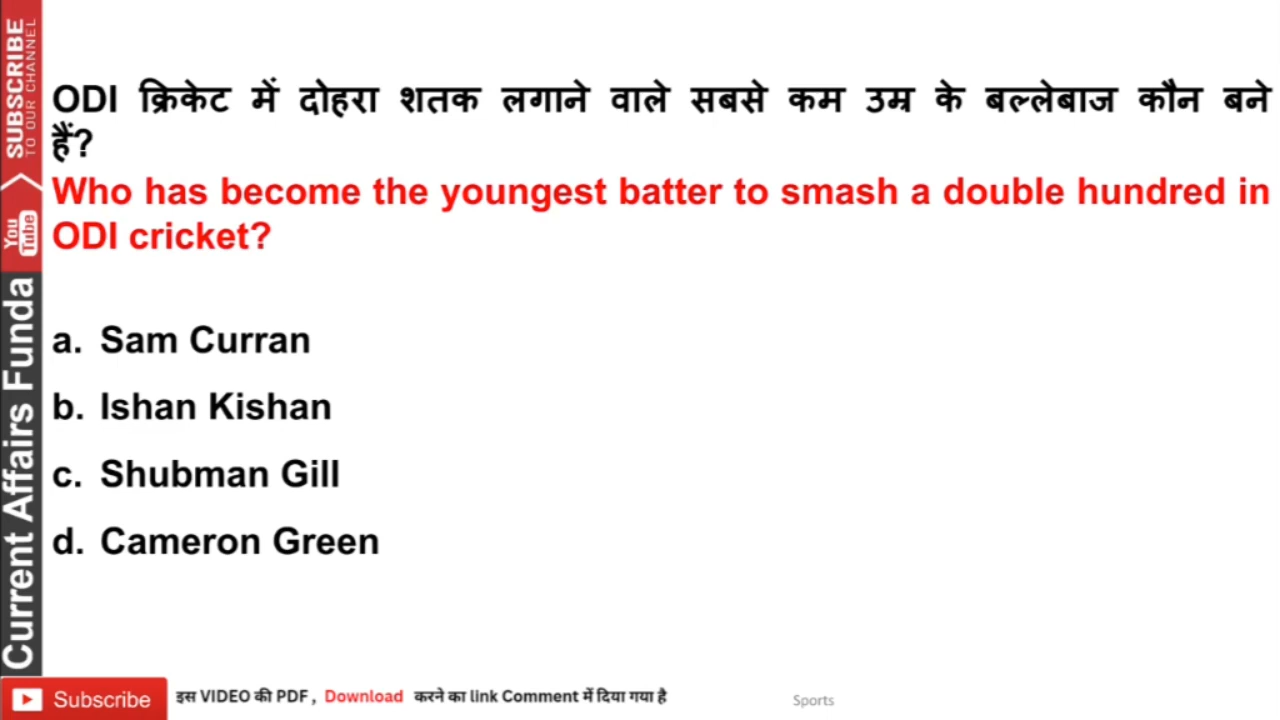 ODI क्रिकेट में दोहरा शतक लगाने वाले सबसे कम उम्र के बल्लेबाज कौन बने
हैं?
Who has become the youngest batter to smash a double hundred in
ODI cricket?
a. Sam Curran
b. Ishan Kishan
c. Shubman Gill
d. Cameron Green
SUBSCRIBE
TO OUR CHANNEL
You
Tube
Current Affairs Funda
Subscribe
इस VIDEO की PDF , Download करने का link Comment में दिया गया है
Sports